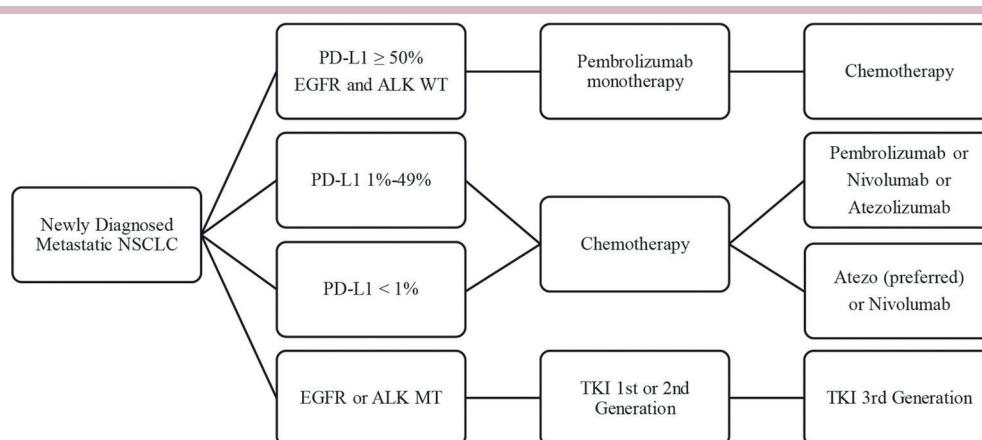 PD-L1 ≥ 50%
EGFR and ALK WT
Pembrolizumab
monotherapy
Chemotherapy
PD-L1 1%-49%
Pembrolizumab or
Nivolumab or
Atezolizumab
Newly Diagnosed
Metastatic NSCLC
Chemotherapy
PD-L1 < 1%
Atezo (preferred)
or Nivolumab
EGFR or ALK MT
TKI 1st or 2nd
Generation
TKI 3rd Generation